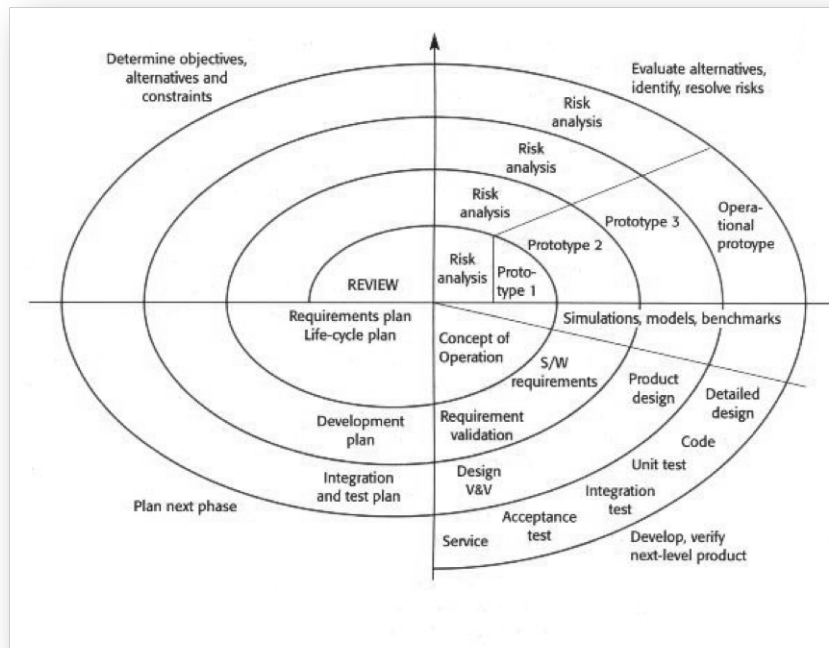 Determine objectives,
alternatives and
constraints
Evaluate alternatives,
identify, resolve risks
Risk
analysis
Risk
analysis
Risk
analysis
Opera-
tional
protoype
Prototype 3
Prototype 2
REVIEW
Risk
analysis
Proto-
type 1
Requirements plan
Life-cycle plan
Simulations, models, benchmarks
Concept of
Operation
S/W
requirements
Product
design
Detailed
design
Development
plan
Requirement
validation
Code
Unit test
Integration
and test plan
Design
V&V
Integration
test
Plan next phase
Acceptance
test
Service
Develop, verify
next-level product